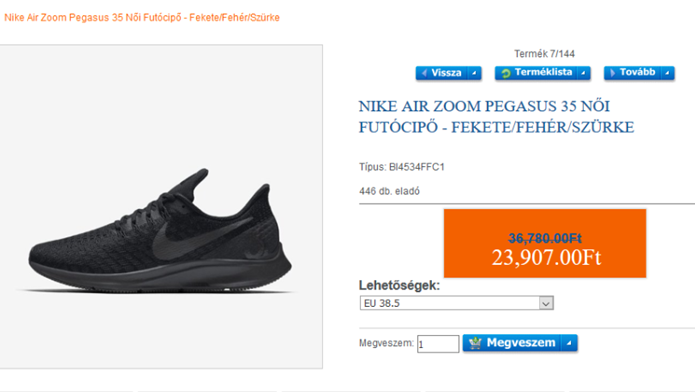 Nike Air Zoom Pegasus 35 Női Futócipő - Fekete/Fehér/Szürke
Termék 7/144
Vissza
Terméklista
Tovább
NIKE AIR ZOOM PEGASUS 35 NŐI
FUTÓCIPŐ - FEKETE/FEHÉR/SZÜRKE
Típus: BI4534FFC1
446 db. eladó
36,780.00Ft
23,907.00Ft
Lehetőségek:
EU 38.5
Megveszem: 1 Megveszem